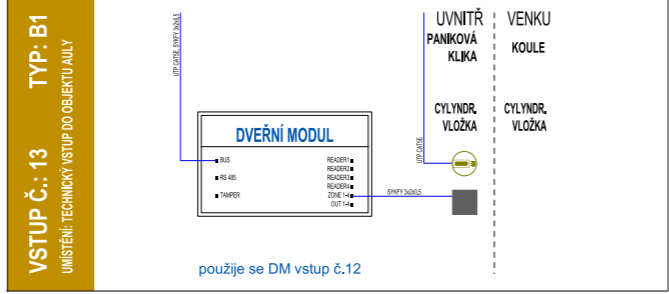 VSTUP Č.: 13 TYP: B1
UMÍSTĚNÍ: TECHNICKÝ VSTUP DO OBJEKTU AULY
UTP CAT5E, SYKFY 3x2x0,5
UVNITŘ
PANIKOVÁ
KLIKA
VENKU
KOULE
CYLYNDR.
VLOŽKA
CYLYNDR.
VLOŽKA
UTP CAT5E
DVEŘNÍ MODUL
BUS
RS 485
TAMPER
READER1
READER2
READER3
READER4
ZONE 1-4
OUT 1-4
SYKFY 3x2x0,5
použije se DM vstup č.12